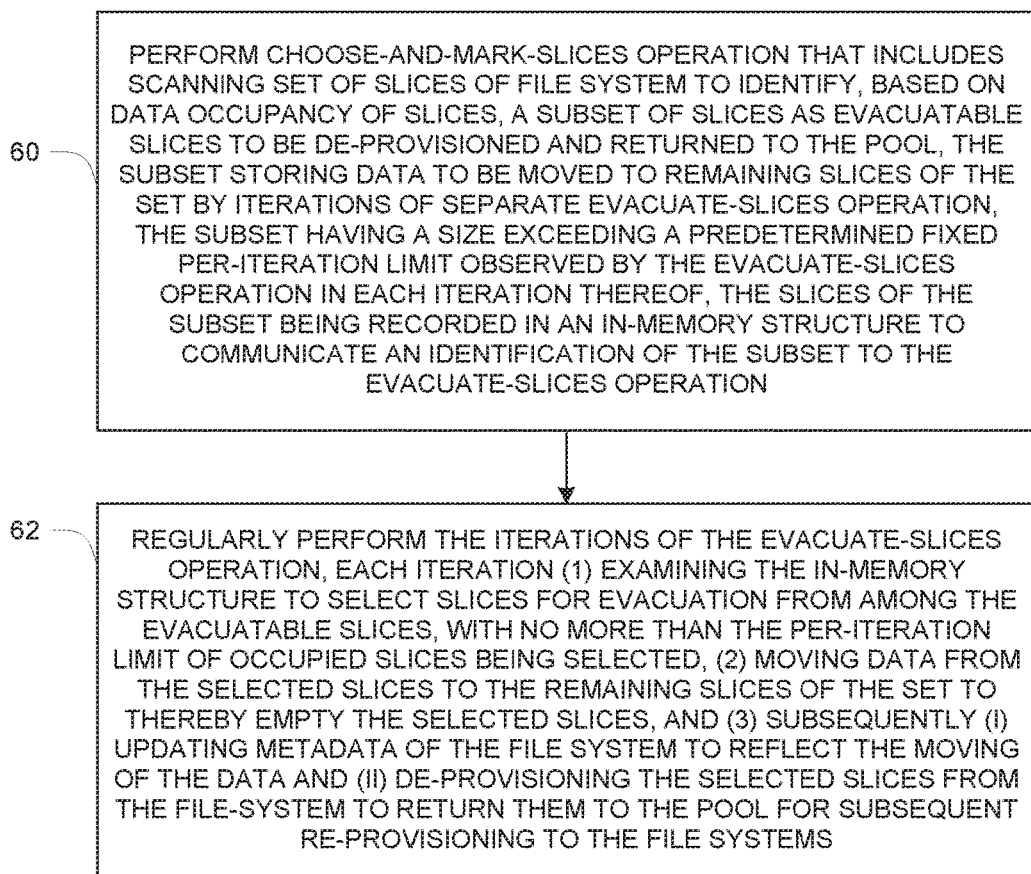 60
PERFORM CHOOSE-AND-MARK-SLICES OPERATION THAT INCLUDES
SCANNING SET OF SLICES OF FILE SYSTEM TO IDENTIFY, BASED ON
DATA OCCUPANCY OF SLICES, A SUBSET OF SLICES AS EVACUATABLE
SLICES TO BE DE-PROVISIONED AND RETURNED TO THE POOL, THE
SUBSET STORING DATA TO BE MOVED TO REMAINING SLICES OF THE
SET BY ITERATIONS OF SEPARATE EVACUATE-SLICES OPERATION,
THE SUBSET HAVING A SIZE EXCEEDING A PREDETERMINED FIXED
PER-ITERATION LIMIT OBSERVED BY THE EVACUATE-SLICES
OPERATION IN EACH ITERATION THEREOF, THE SLICES OF THE
SUBSET BEING RECORDED IN AN IN-MEMORY STRUCTURE TO
COMMUNICATE AN IDENTIFICATION OF THE SUBSET TO THE
EVACUATE-SLICES OPERATION
62
REGULARLY PERFORM THE ITERATIONS OF THE EVACUATE-SLICES
OPERATION, EACH ITERATION (1) EXAMINING THE IN-MEMORY
STRUCTURE TO SELECT SLICES FOR EVACUATION FROM AMONG THE
EVACUATABLE SLICES, WITH NO MORE THAN THE PER-ITERATION
LIMIT OF OCCUPIED SLICES BEING SELECTED, (2) MOVING DATA FROM
THE SELECTED SLICES TO THE REMAINING SLICES OF THE SET TO
THEREBY EMPTY THE SELECTED SLICES, AND (3) SUBSEQUENTLY (I)
UPDATING METADATA OF THE FILE SYSTEM TO REFLECT THE MOVING
OF THE DATA AND (II) DE-PROVISIONING THE SELECTED SLICES FROM
THE FILE-SYSTEM TO RETURN THEM TO THE POOL FOR SUBSEQUENT
RE-PROVISIONING TO THE FILE SYSTEMS